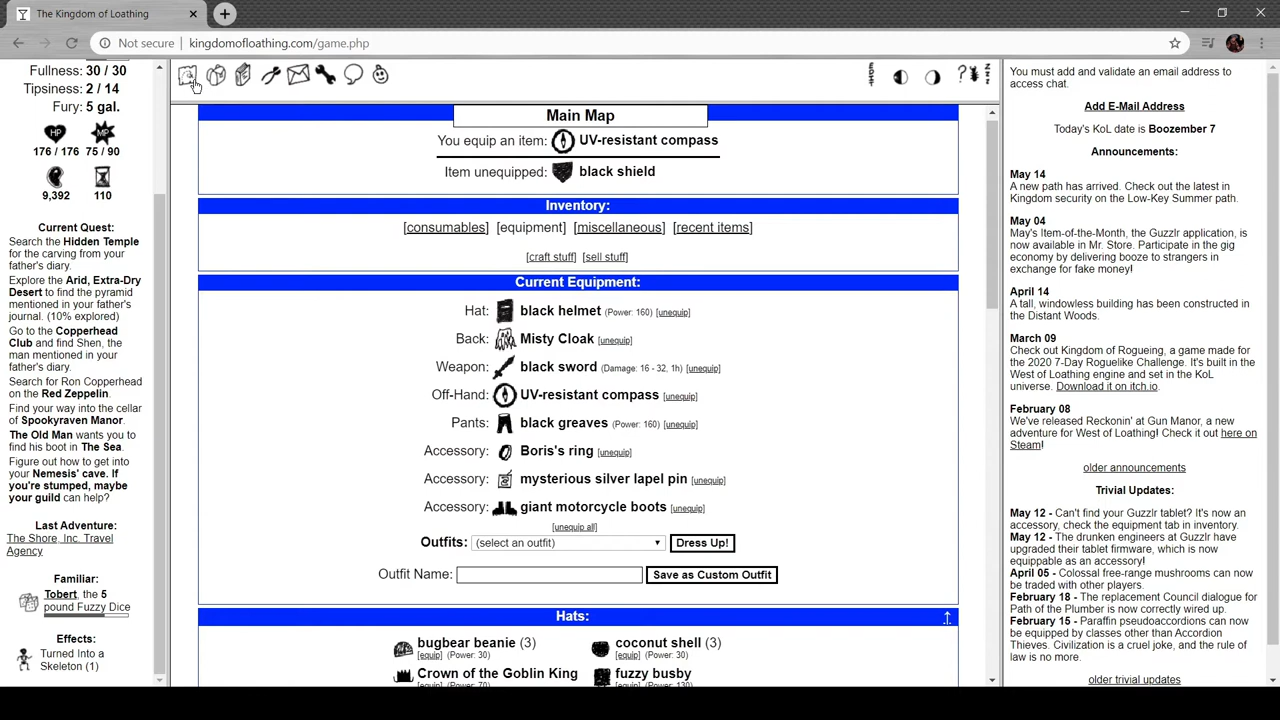 The Kingdom of Loathing
Not secure
kingdomofloathing.com/game.php
Fullness: 30 / 30
Tipsiness: 2 / 14
Fury: 5 gal.
HP
MP
176 / 176 75 / 90
9,392 110
Current Quest:
Search the Hidden Temple
for the carving from your
father's diary.
Explore the Arid, Extra-Dry
Desert to find the pyramid
mentioned in your father's
journal. (10% explored)
Go to the Copperhead
Club and find Shen, the
man mentioned in your
father's diary.
Search for Ron Copperhead
on the Red Zeppelin.
Find your way into the cellar
of Spookyraven Manor.
The Old Man wants you to
find his boot in The Sea.
Figure out how to get into
your Nemesis' cave. If
you're stumped, maybe
your guild can help?
Last Adventure:
The Shore, Inc. Travel
Agency
Familiar:
Tobert, the 5
pound Fuzzy Dice
Effects:
Turned Into a
Skeleton (1)
Main Map
You equip an item: UV-resistant compass
Item unequipped: black shield
Inventory:
[consumables] [equipment] [miscellaneous] [recent items]
[craft stuff] [sell stuff]
Current Equipment:
Hat: black helmet (Power: 160) [unequip]
Back: Misty Cloak [unequip]
Weapon: black sword (Damage: 16 - 32, 1h) [unequip]
Off-Hand: UV-resistant compass [unequip]
Pants: black greaves (Power: 160) [unequip]
Accessory: Boris's ring [unequip]
Accessory: mysterious silver lapel pin [unequip]
Accessory: giant motorcycle boots [unequip]
[unequip all]
Outfits: (select an outfit) Dress Up!
Outfit Name: Save as Custom Outfit
Hats:
bugbear beanie (3) coconut shell (3)
[equip] (Power: 30) [equip] (Power: 30)
Crown of the Goblin King fuzzy busby
[equip] (Power: 70) [equip] (Power: 130)
You must add and validate an email address to
access chat.
Add E-Mail Address
Today's KoL date is Boozember 7
Announcements:
May 14
A new path has arrived. Check out the latest in
Kingdom security on the Low-Key Summer path.
May 04
May's Item-of-the-Month, the Guzzlr application, is
now available in Mr. Store. Participate in the gig
economy by delivering booze to strangers in
exchange for fake money!
April 14
A tall, windowless building has been constructed in
the Distant Woods.
March 09
Check out Kingdom of Rogueing, a game made for
the 2020 7-Day Roguelike Challenge. It's built in the
West of Loathing engine and set in the KoL
universe. Download it on itch.io.
February 08
We've released Reckonin' at Gun Manor, a new
adventure for West of Loathing! Check it out here on
Steam!
older announcements
Trivial Updates:
May 12 - Can't find your Guzzlr tablet? It's now an
accessory, check the equipment tab in inventory.
May 12 - The drunken engineers at Guzzlr have
upgraded their tablet firmware, which is now
equippable as an accessory!
April 05 - Colossal free-range mushrooms can now
be traded with other players.
February 18 - The replacement Council dialogue for
Path of the Plumber is now correctly wired up.
February 15 - Paraffin pseudoaccordions can now
be equipped by classes other than Accordion
Thieves. Civilization is a cruel joke, and the rule of
law is no more.
older trivial updates